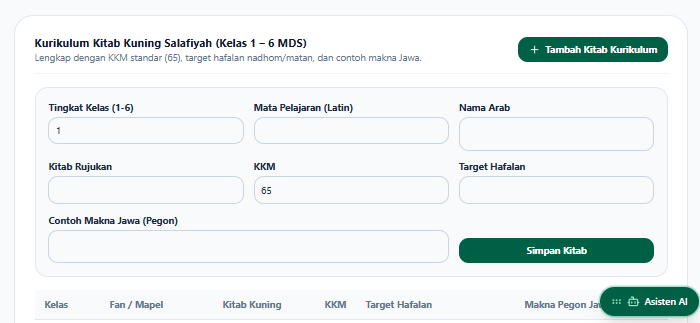 Kurikulum Kitab Kuning Salafiyah (Kelas 1 – 6 MDS)
Lengkap dengan KKM standar (65), target hafalan nadhom/matan, dan contoh makna Jawa.
+ Tambah Kitab Kurikulum
Tingkat Kelas (1-6)
1
Mata Pelajaran (Latin)
Nama Arab
Kitab Rujukan
KKM
65
Target Hafalan
Contoh Makna Jawa (Pegon)
Simpan Kitab
Kelas Fan / Mapel Kitab Kuning KKM Target Hafalan Makna Pegon
Asisten AI